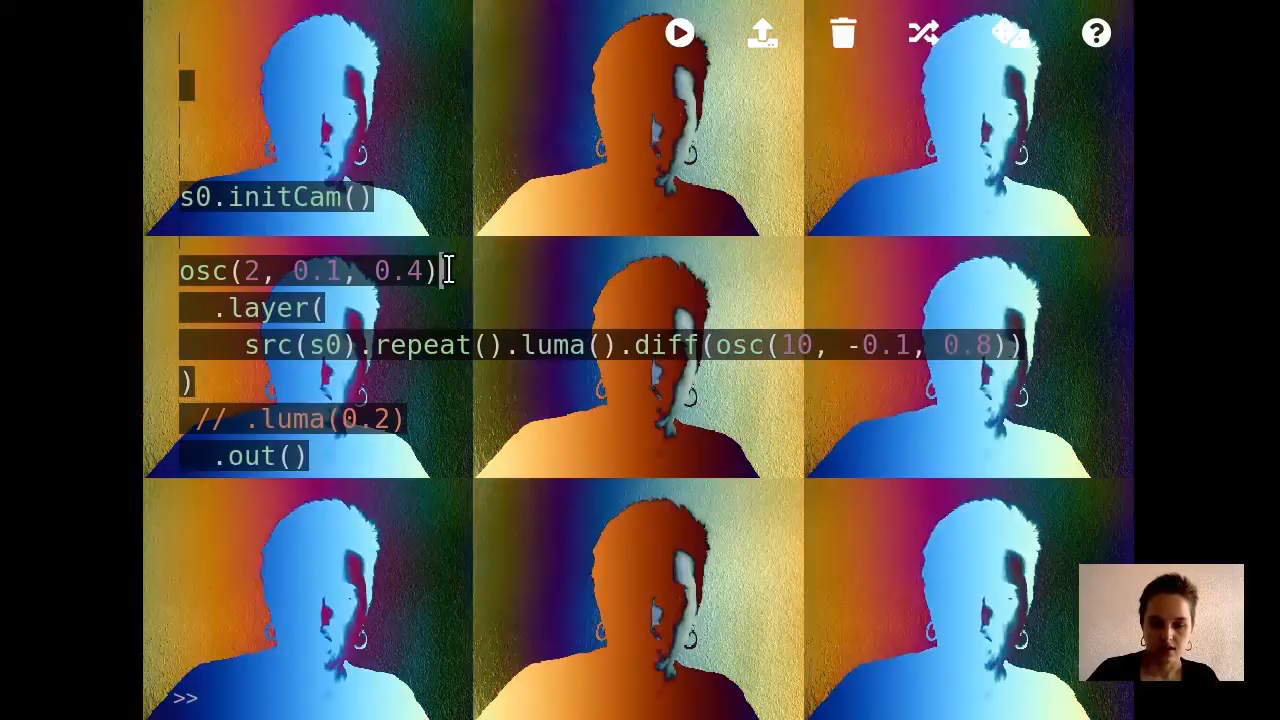 s0.initCam()
osc(2, 0.1, 0.4)
.layer(
src(s0).repeat().luma().diff(osc(10, -0.1, 0.8))
)
// .luma(0.2)
.out()
>>